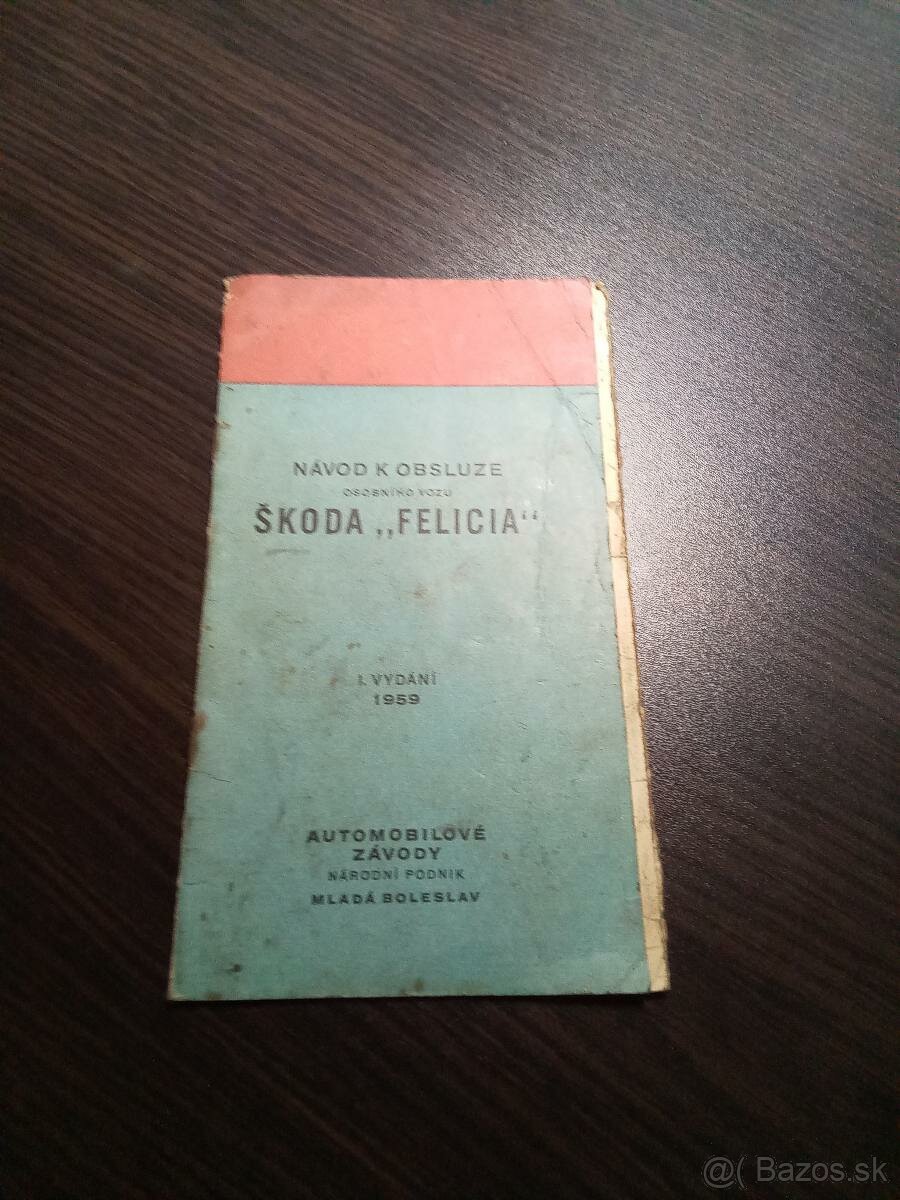 NÁVOD K OBSLUZE
OSOBNÍHO VOZU
ŠKODA „FELICIA“
I. VYDÁNÍ
1959
AUTOMOBILOVÉ
ZÁVODY
NÁRODNÍ PODNIK
MLADÁ BOLESLAV
@( Bazos.sk